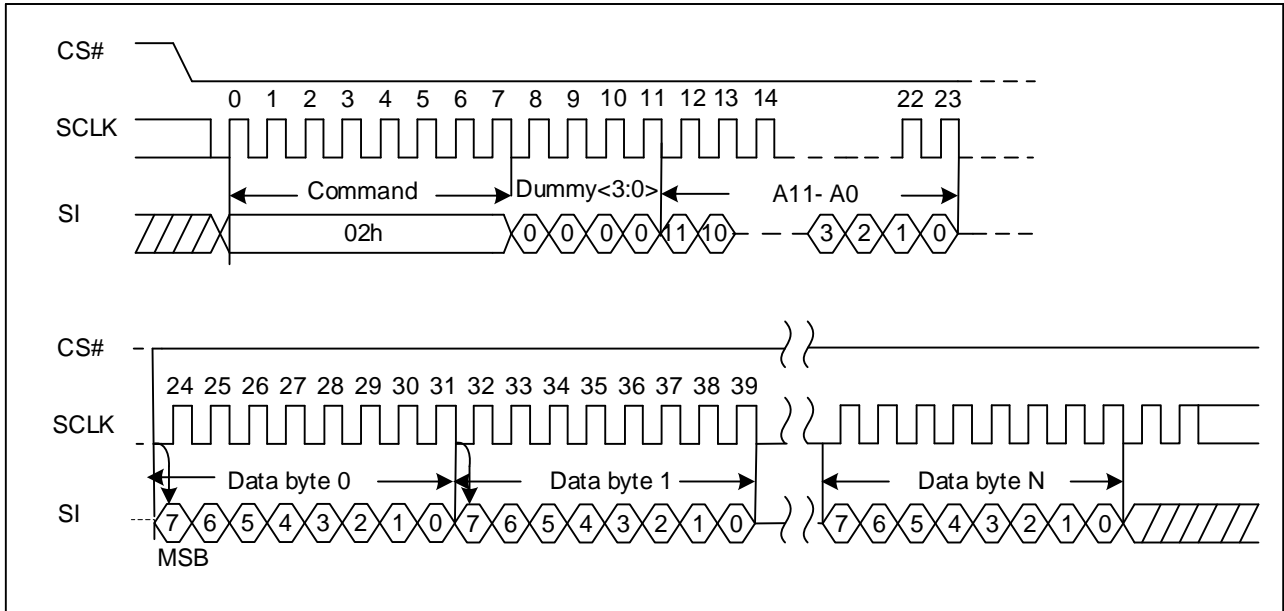 CS#
0 1 2 3 4 5 6 7 8 9 10 11 12 13 14 22 23
SCLK
Command Dummy<3:0> A11- A0
SI
02h 0 0 0 0 11 10 3 2 1 0
CS#
24 25 26 27 28 29 30 31 32 33 34 35 36 37 38 39
SCLK
Data byte 0 Data byte 1 Data byte N
SI
7 6 5 4 3 2 1 0 7 6 5 4 3 2 1 0 7 6 5 4 3 2 1 0
MSB